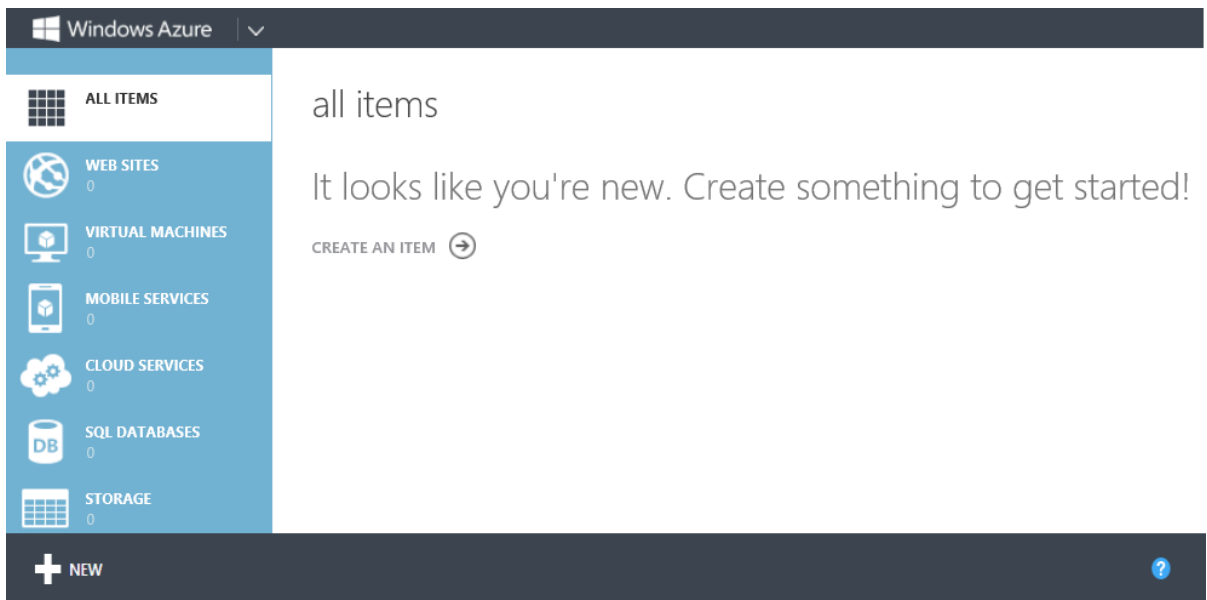 Windows Azure
ALL ITEMS
WEB SITES
0
VIRTUAL MACHINES
0
MOBILE SERVICES
0
CLOUD SERVICES
0
DB
SQL DATABASES
0
STORAGE
0
all items
It looks like you're new. Create something to get started!
CREATE AN ITEM
NEW
?